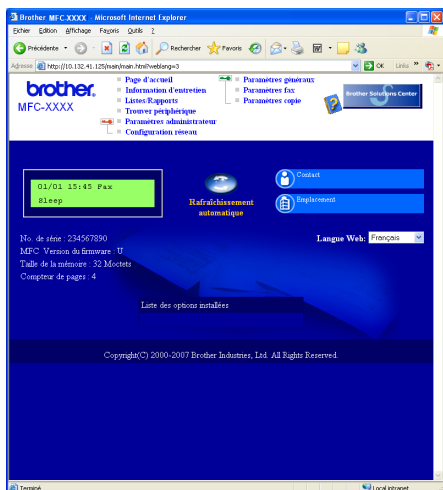 Brother MFC-XXXX - Microsoft Internet Explorer
Fichier Edition Affichage Favoris Outils ?
Précédente Rechercher Favoris
Adresse http://10.132.41.125/main/main.html?weblang=3 OK Links »
brother
MFC-XXXX
Page d'accueil
Information d'entretien
Listes/Rapports
Trouver périphérique
Paramètres administrateur
Configuration réseau
Paramètres généraux
Paramètres fax
Paramètres copie
Brother Solutions Center
01/01 15:45 Fax
Sleep
Rafraîchissement
automatique
Contact
Emplacement
No. de série : 234567890
Langue Web: Français
MFC Version du firmware : U
Taille de la mémoire : 32 Moctets
Compteur de pages : 4
Liste des options installées
Copyright(C) 2000-2007 Brother Industries, Ltd. All Rights Reserved.
Terminé Local intranet